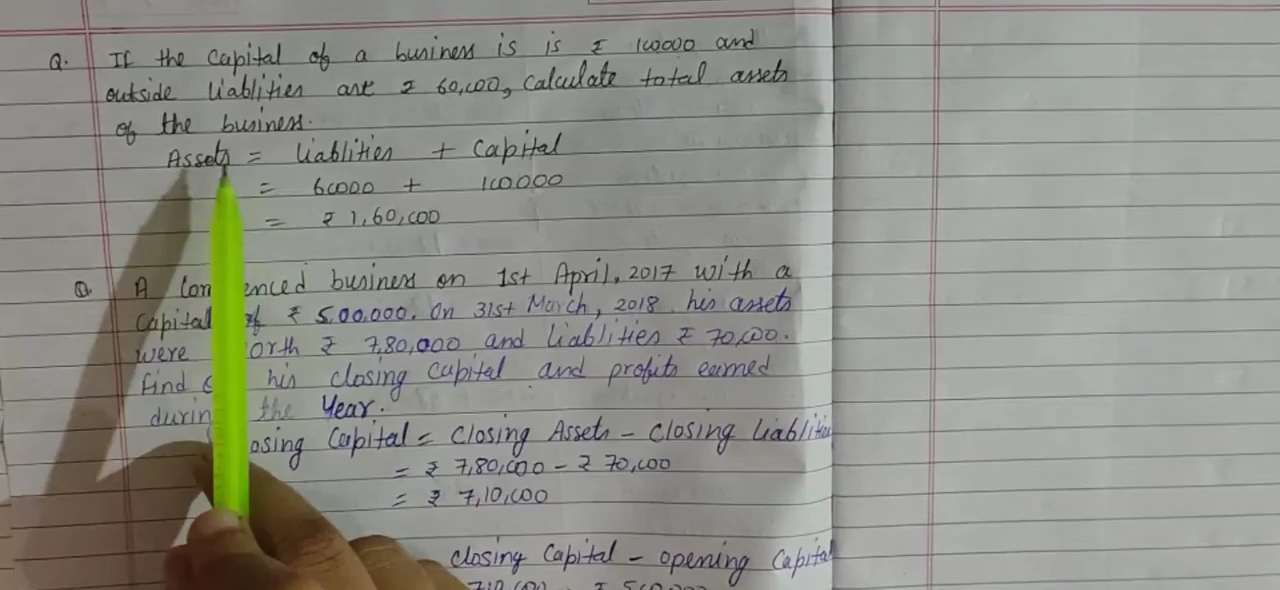 Q. If the Capital of a business is is ₹ 100000 and
outside liablities are ₹ 60,000, Calculate total assets
of the business.
Assets = liablities + Capital
= 60000 + 100000
= ₹ 1,60,000
Q. A enced business on 1st April, 2017 with a
Capital of ₹ 5,00,000. On 31st March, 2018 his assets
were orth ₹ 7,80,000 and liablities ₹ 70,000.
find his closing capital and profits earned
durin the Year.
osing Capital = Closing Assets - Closing liablities
= ₹ 7,80,000 - ₹ 70,000
= ₹ 7,10,000
closing Capital - opening Capital